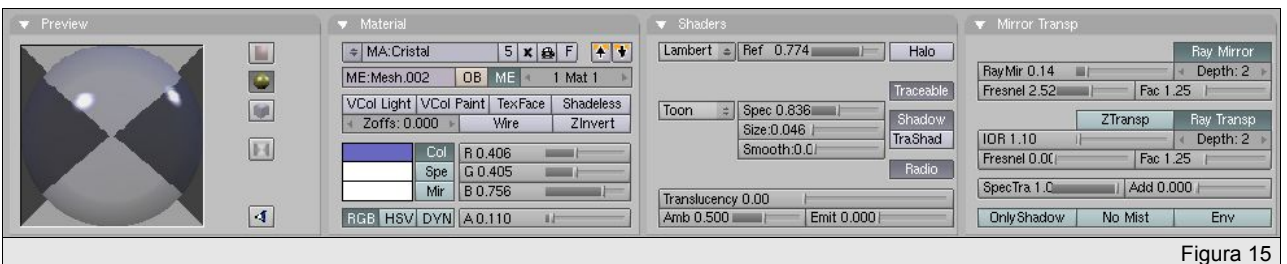 Preview
Material
MA:Cristal 5 F
ME:Mesh.002 OB ME 1 Mat 1
VCol Light VCol Paint TexFace Shadeless
Zoffs: 0.000 Wire ZInvert
Col R 0.406
Spe G 0.405
Mir B 0.756
RGB HSV DYN A 0.110
Shaders
Lambert Ref 0.774 Halo
Traceable
Toon Spec 0.836 Shadow
Size:0.046 TraShad
Smooth:0.0
Radio
Translucency 0.00
Amb 0.500 Emit 0.000
Mirror Transp
Ray Mirror
RayMir 0.14 Depth: 2
Fresnel 2.52 Fac 1.25
ZTransp Ray Transp
IOR 1.10 Depth: 2
Fresnel 0.0 Fac 1.25
SpecTra 1.0 Add 0.000
OnlyShadow No Mist Env
Figura 15